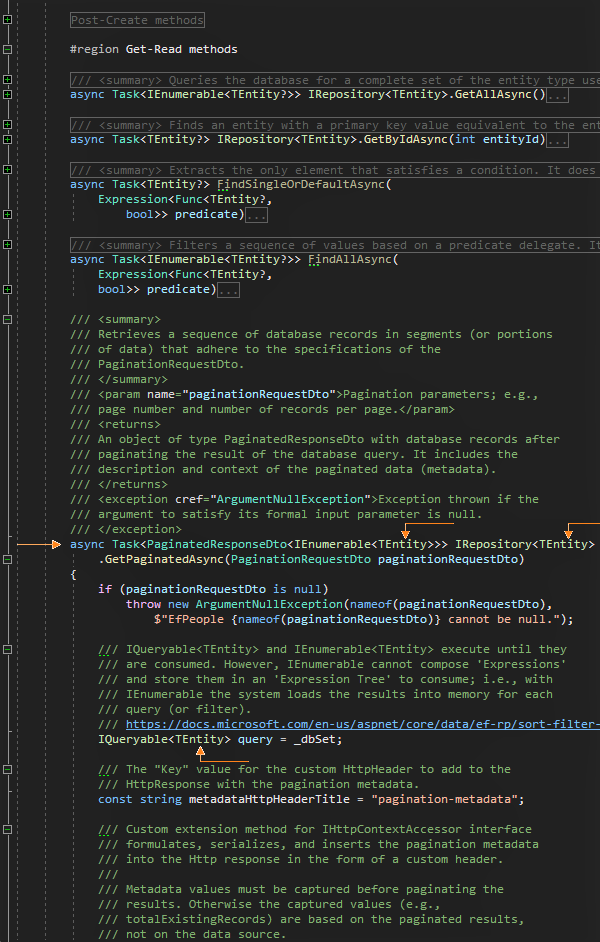 Post-Create methods
#region Get-Read methods
/// <summary> Queries the database for a complete set of the entity type use
async Task<IEnumerable<TEntity?>> IRepository<TEntity>.GetAllAsync()...
/// <summary> Finds an entity with a primary key value equivalent to the ent
async Task<TEntity?> IRepository<TEntity>.GetByIdAsync(int entityId)...
/// <summary> Extracts the only element that satisfies a condition. It does
async Task<TEntity?> FindSingleOrDefaultAsync(
Expression<Func<TEntity?,
bool>> predicate)...
/// <summary> Filters a sequence of values based on a predicate delegate. It
async Task<IEnumerable<TEntity?>> FindAllAsync(
Expression<Func<TEntity?,
bool>> predicate)...
/// <summary>
/// Retrieves a sequence of database records in segments (or portions
/// of data) that adhere to the specifications of the
/// PaginationRequestDto.
/// </summary>
/// <param name="paginationRequestDto">Pagination parameters; e.g.,
/// page number and number of records per page.</param>
/// <returns>
/// An object of type PaginatedResponseDto with database records after
/// paginating the result of the database query. It includes the
/// description and context of the paginated data (metadata).
/// </returns>
/// <exception cref="ArgumentNullException">Exception thrown if the
/// argument to satisfy its formal input parameter is null.
/// </exception>
async Task<PaginatedResponseDto<IEnumerable<TEntity>>> IRepository<TEntity>
.GetPaginatedAsync(PaginationRequestDto paginationRequestDto)
{
if (paginationRequestDto is null)
throw new ArgumentNullException(nameof(paginationRequestDto),
$"EfPeople {nameof(paginationRequestDto)} cannot be null.");
/// IQueryable<TEntity> and IEnumerable<TEntity> execute until they
/// are consumed. However, IEnumerable cannot compose 'Expressions'
/// and store them in an 'Expression Tree' to consume; i.e., with
/// IEnumerable the system loads the results into memory for each
/// query (or filter).
/// https://docs.microsoft.com/en-us/aspnet/core/data/ef-rp/sort-filter-
IQueryable<TEntity> query = _dbSet;
/// The "Key" value for the custom HttpHeader to add to the
/// HttpResponse with the pagination metadata.
const string metadataHttpHeaderTitle = "pagination-metadata";
/// Custom extension method for IHttpContextAccessor interface
/// formulates, serializes, and inserts the pagination metadata
/// into the Http response in the form of a custom header.
///
/// Metadata values must be captured before paginating the
/// results. Otherwise the captured values (e.g.,
/// totalExistingRecords) are based on the paginated results,
/// not on the data source.